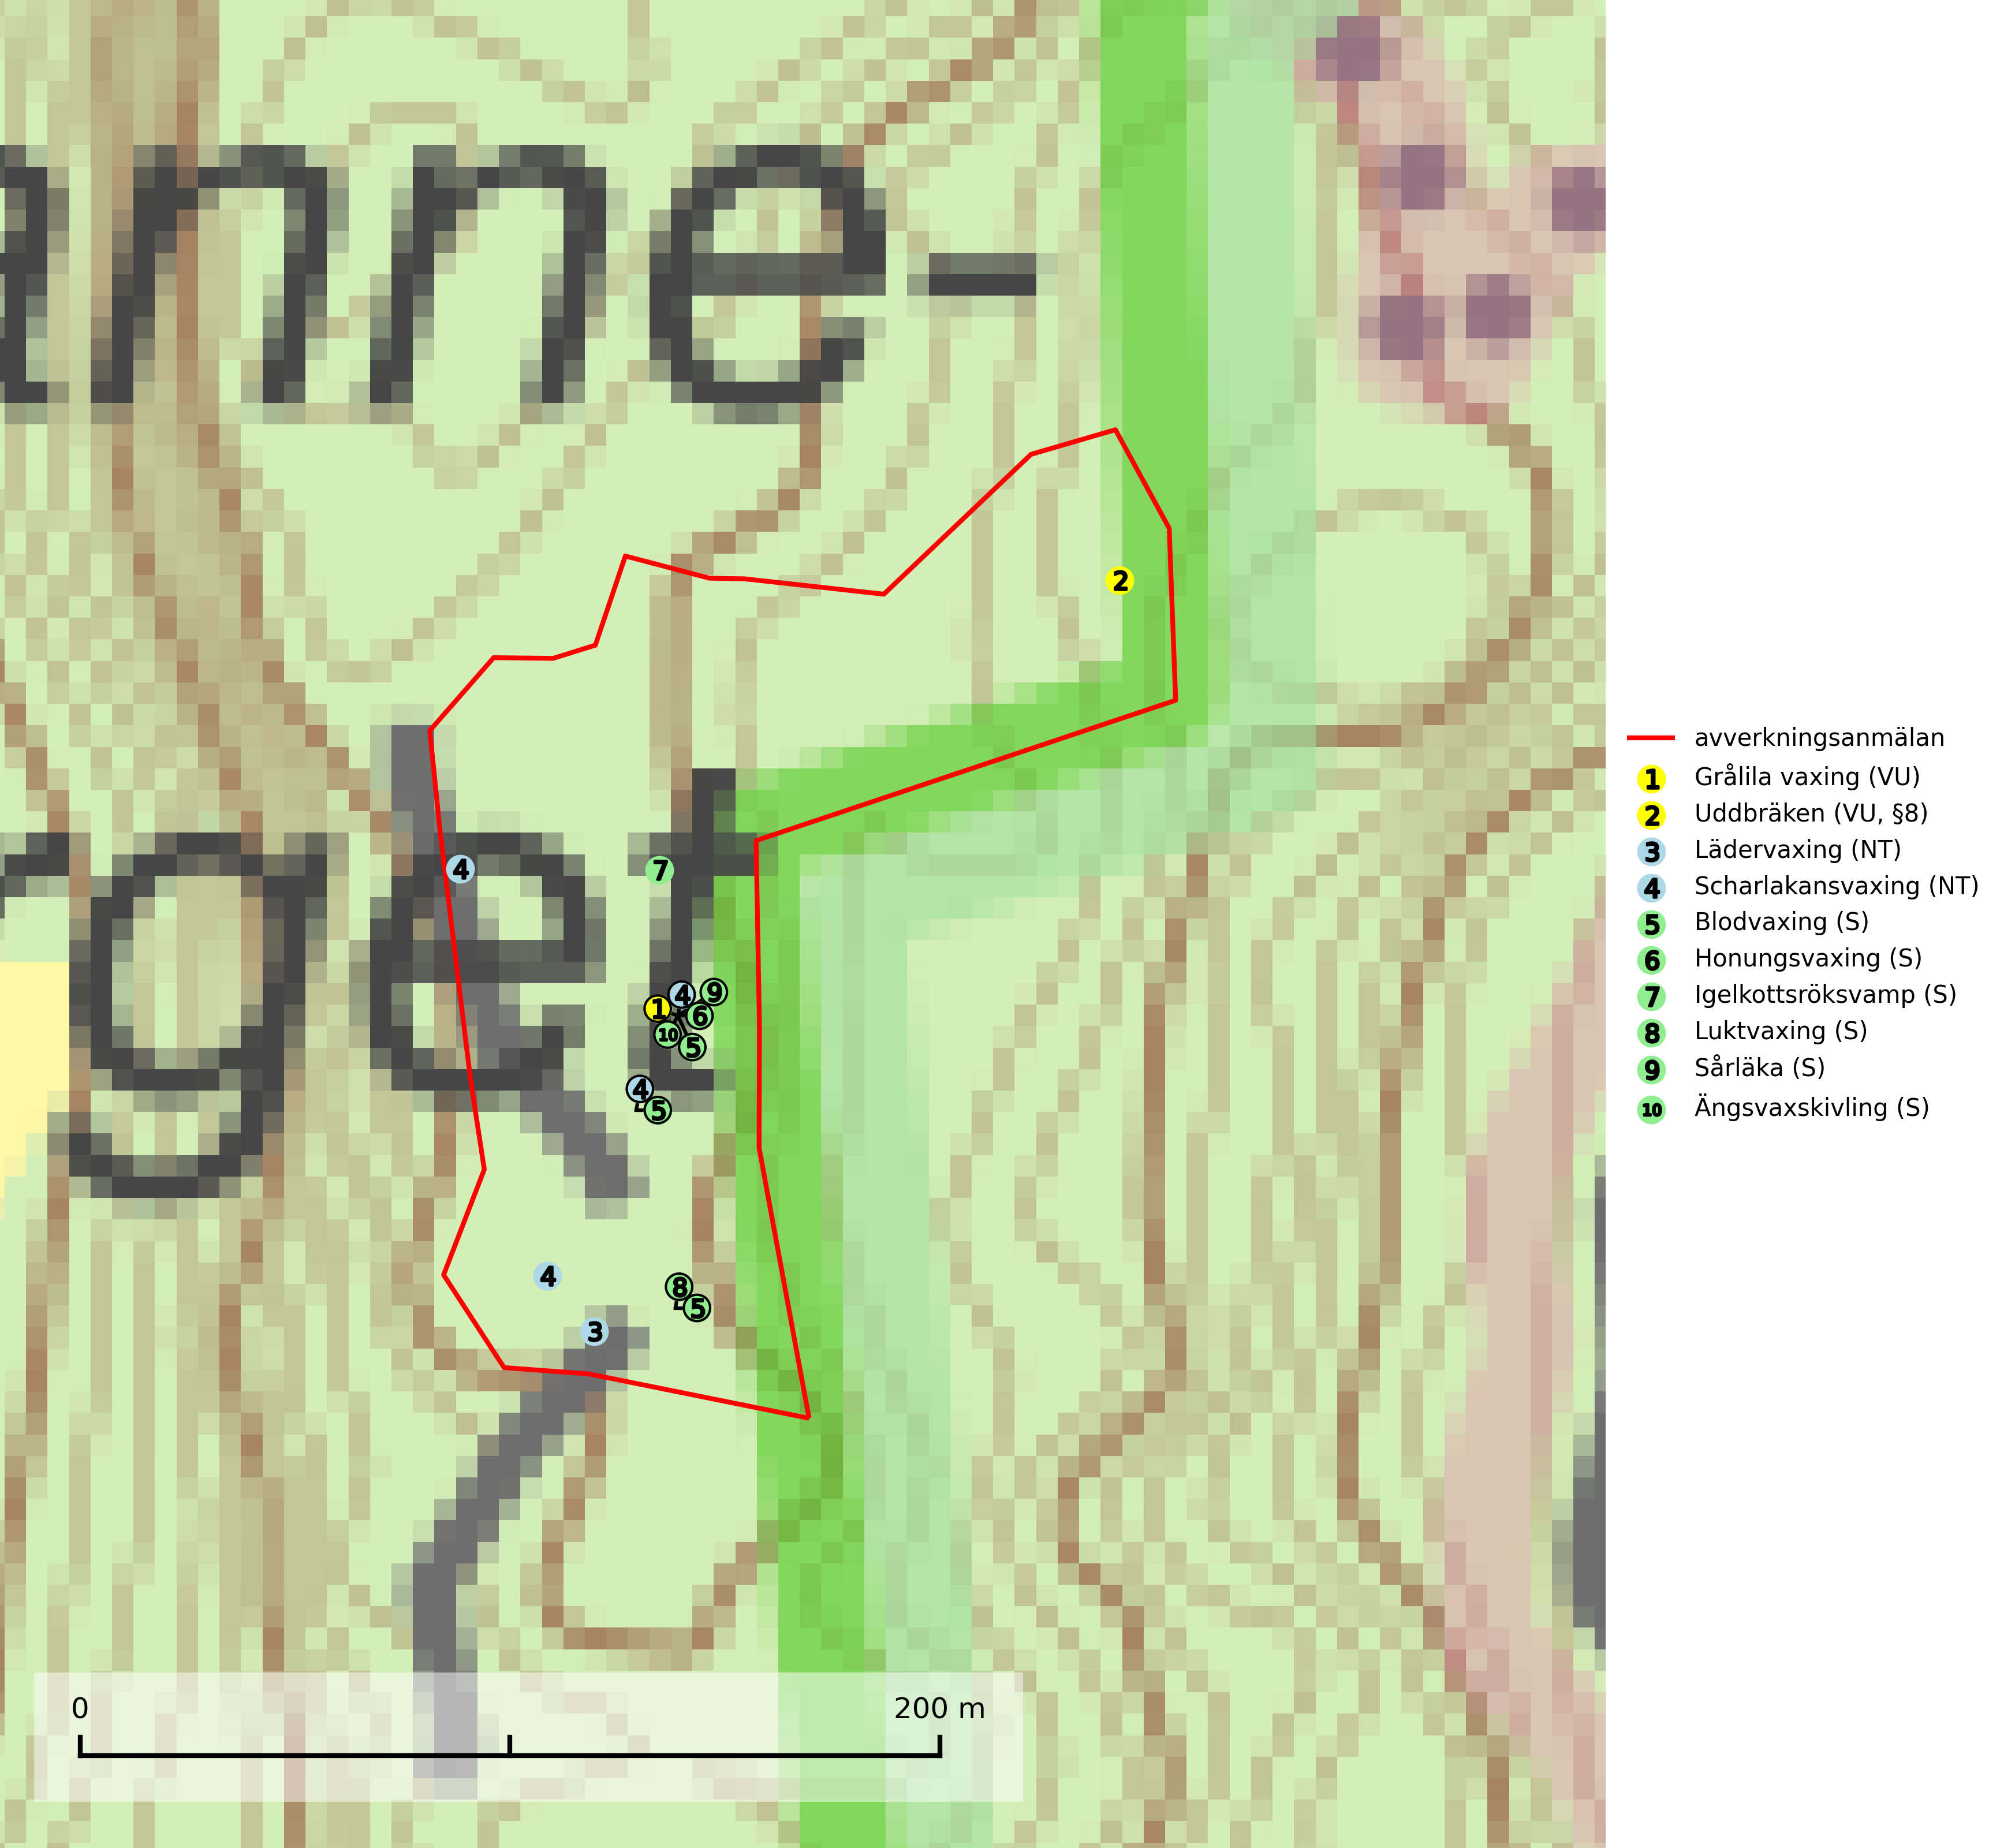 nne-
get
2
4
7
4
9
1
6
10
5
4
5
4
8
5
3
0
200 m
avverkningsanmälan
1 Grålila vaxing (VU)
2 Uddbräken (VU, §8)
3 Lädervaxing (NT)
4 Scharlakansvaxing (NT)
5 Blodvaxing (S)
6 Honungsvaxing (S)
7 Igelkottsröksvamp (S)
8 Luktvaxing (S)
9 Sårläka (S)
10 Ängsvaxskivling (S)